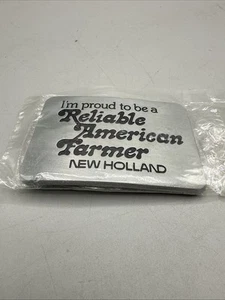 I'm proud to be a
Reliable
American
Farmer
NEW HOLLAND